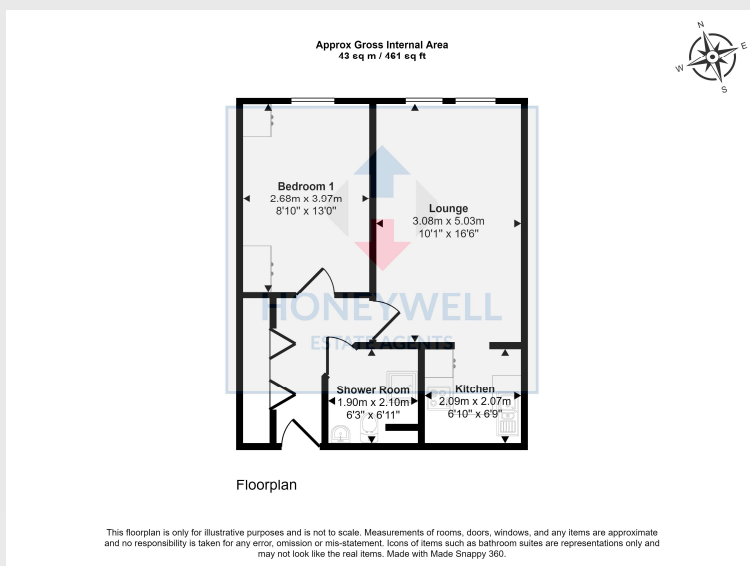 Approx Gross Internal Area
43 sq m / 461 sq ft
N
E
S
W
Bedroom 1
2.68m x 3.97m
8'10" x 13'0"
Lounge
3.08m x 5.03m
10'1" x 16'6"
HONEYWELL
ESTATE AGENTS
Shower Room
1.90m x 2.10m
6'3" x 6'11"
Kitchen
2.09m x 2.07m
6'10" x 6'9"
Floorplan
This floorplan is only for illustrative purposes and is not to scale. Measurements of rooms, doors, windows, and any items are approximate
and no responsibility is taken for any error, omission or mis-statement. Icons of items such as bathroom suites are representations only and
may not look like the real items. Made with Made Snappy 360.